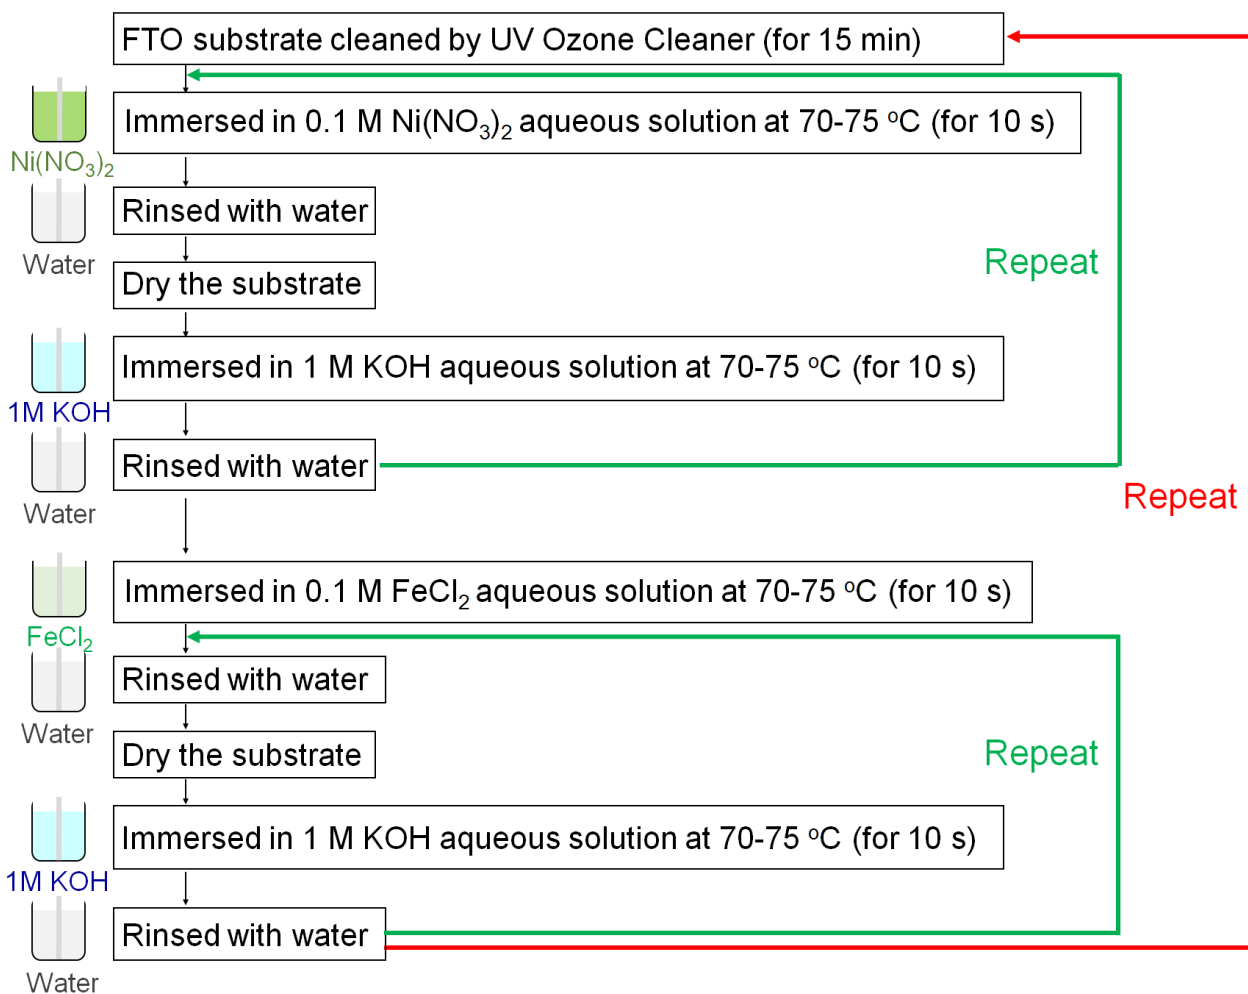 FTO substrate cleaned by UV Ozone Cleaner (for 15 min)
Immersed in 0.1 M Ni(NO₃)₂ aqueous solution at 70-75 ºC (for 10 s)
Ni(NO₃)₂
Rinsed with water
Water
Repeat
Dry the substrate
Immersed in 1 M KOH aqueous solution at 70-75 ºC (for 10 s)
1M KOH
Rinsed with water
Repeat
Water
Immersed in 0.1 M FeCl₂ aqueous solution at 70-75 ºC (for 10 s)
FeCl₂
Rinsed with water
Water
Dry the substrate
Repeat
Immersed in 1 M KOH aqueous solution at 70-75 ºC (for 10 s)
1M KOH
Rinsed with water
Water